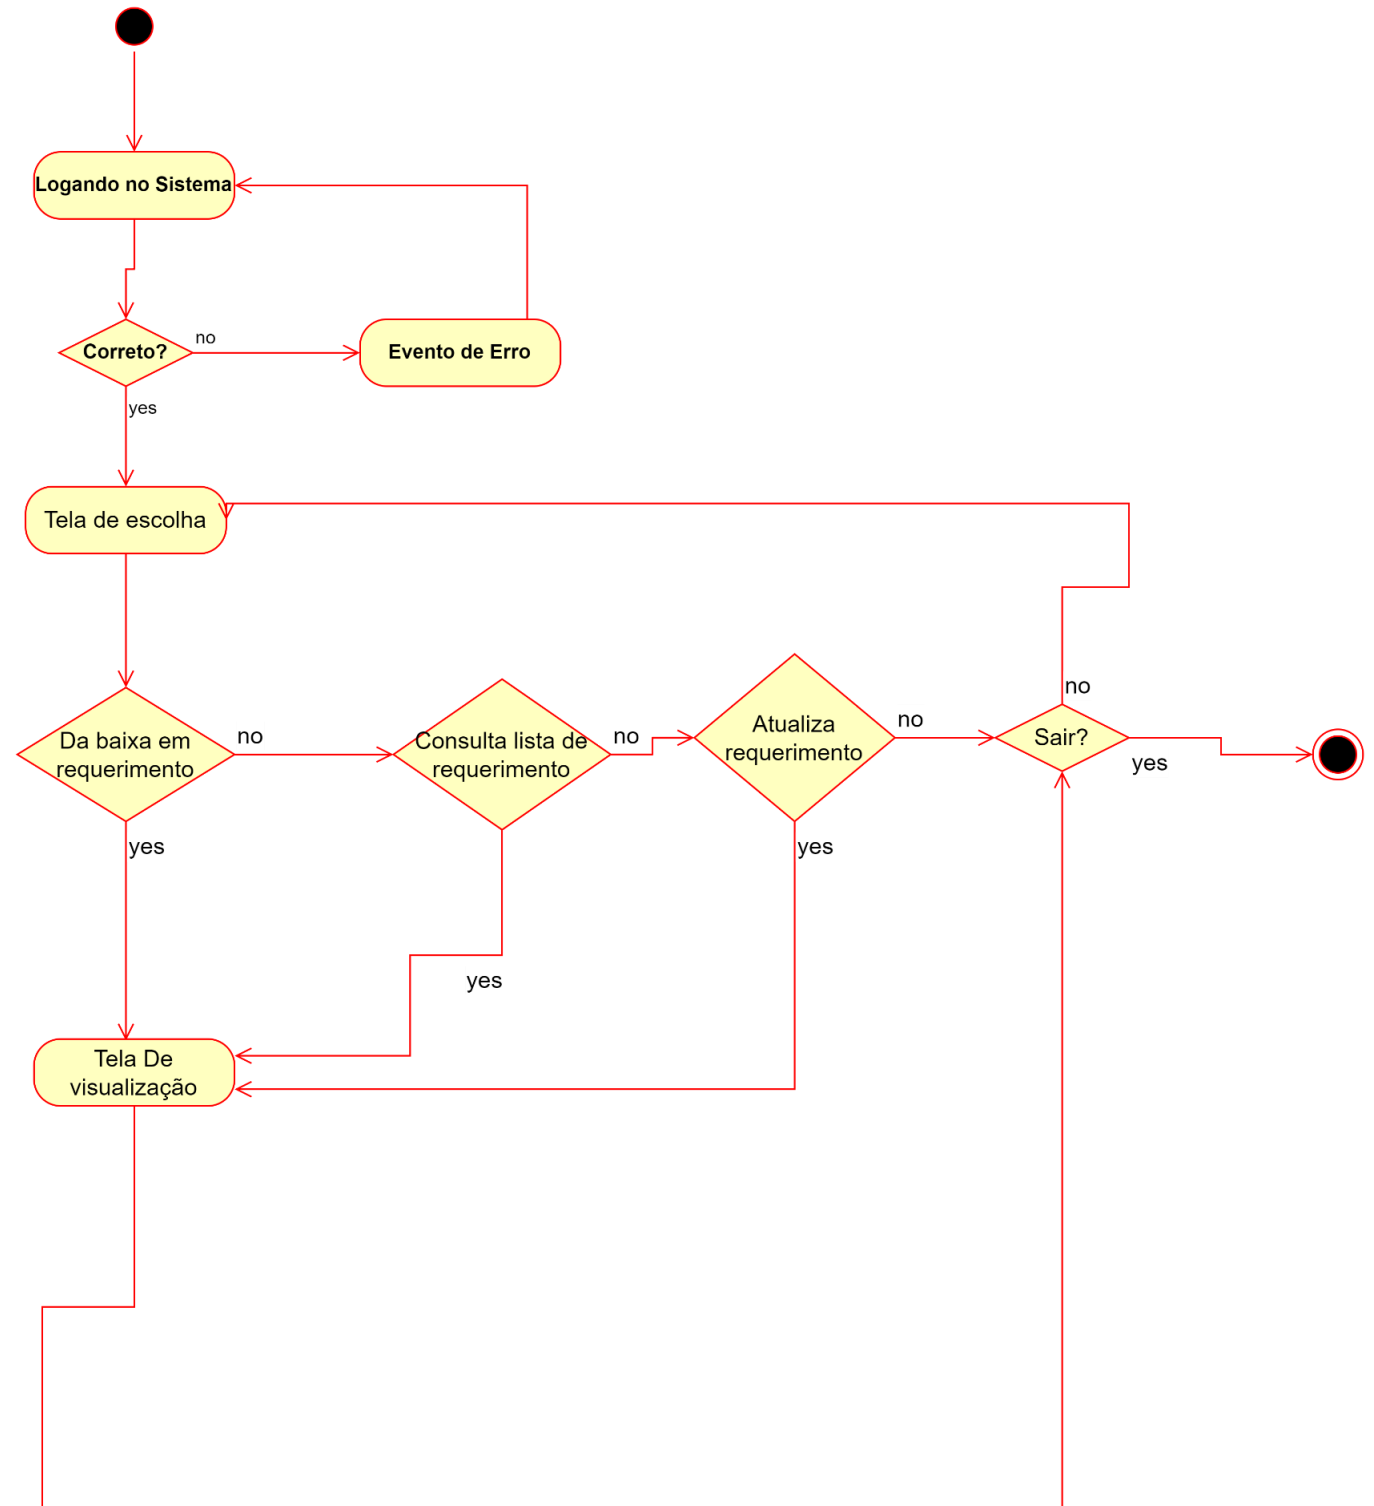 Logando no Sistema
Correto?
no
Evento de Erro
yes
Tela de escolha
Da baixa em
requerimento
no
Consulta lista de
requerimento
no
Atualiza
requerimento
no
no
Sair?
yes
yes
yes
yes
Tela De
visualização